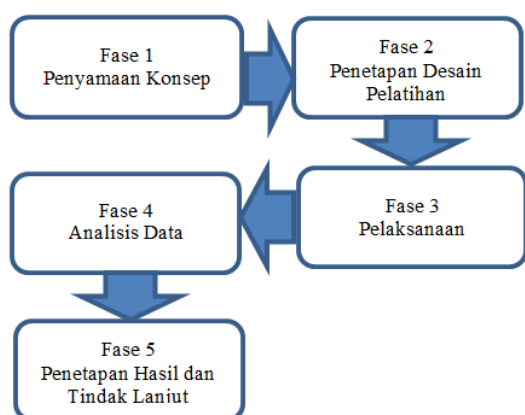 Fase 1
Penyamaan Konsep
Fase 2
Penetapan Desain
Pelatihan
Fase 3
Pelaksanaan
Fase 4
Analisis Data
Fase 5
Penetapan Hasil dan
Tindak Lanjut